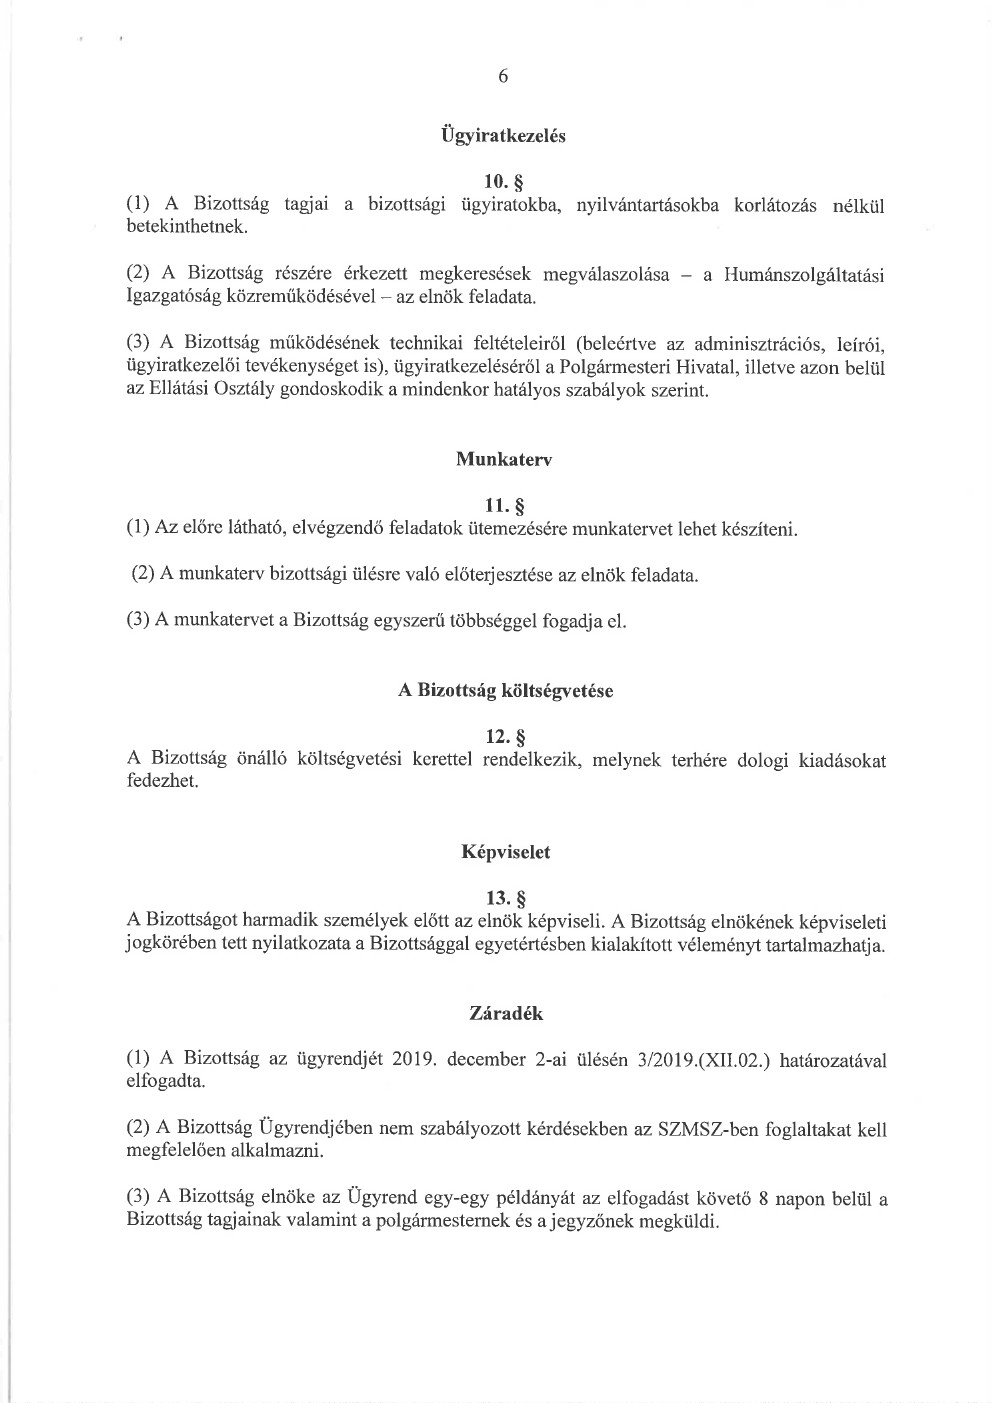 6
Ügyiratkezelés
10. §
(1) A Bizottság tagjai a bizottsági ügyiratokba, nyilvántartásokba korlátozás nélkül
betekinthetnek.
(2) A Bizottság részére érkezett megkeresések megválaszolása – a Humánszolgáltatási
Igazgatóság közreműködésével – az elnök feladata.
(3) A Bizottság működésének technikai feltételeiről (beleértve az adminisztrációs, leírói,
ügyiratkezelői tevékenységet is), ügyiratkezeléséről a Polgármesteri Hivatal, illetve azon belül
az Ellátási Osztály gondoskodik a mindenkor hatályos szabályok szerint.
Munkaterv
11. §
(1) Az előre látható, elvégzendő feladatok ütemezésére munkatervet lehet készíteni.
(2) A munkaterv bizottsági ülésre való előterjesztése az elnök feladata.
(3) A munkatervet a Bizottság egyszerű többséggel fogadja el.
A Bizottság költségvetése
12. §
A Bizottság önálló költségvetési kerettel rendelkezik, melynek terhére dologi kiadásokat
fedezhet.
Képviselet
13. §
A Bizottságot harmadik személyek előtt az elnök képviseli. A Bizottság elnökének képviseleti
jogkörében tett nyilatkozata a Bizottsággal egyetértésben kialakított véleményt tartalmazhatja.
Záradék
(1) A Bizottság az ügyrendjét 2019. december 2-ai ülésén 3/2019.(XII.02.) határozatával
elfogadta.
(2) A Bizottság Ügyrendjében nem szabályozott kérdésekben az SZMSZ-ben foglaltakat kell
megfelelően alkalmazni.
(3) A Bizottság elnöke az Ügyrend egy-egy példányát az elfogadást követő 8 napon belül a
Bizottság tagjainak valamint a polgármesternek és a jegyzőnek megküldi.